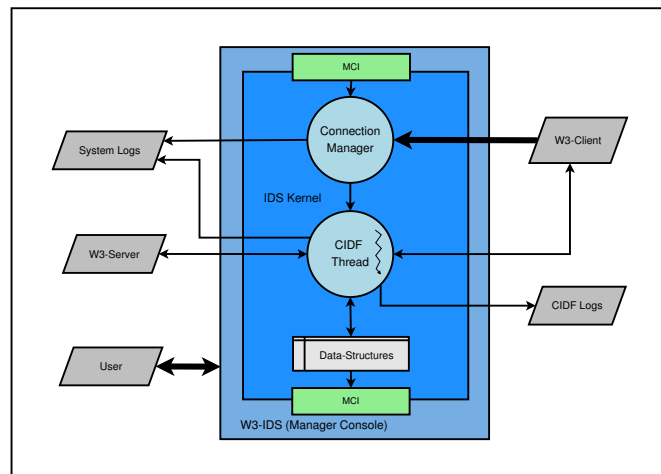 MCI
Connection
Manager
System Logs
W3-Client
IDS Kernel
W3-Server
CIDF
Thread
CIDF Logs
User
Data-Structures
MCI
W3-IDS (Manager Console)